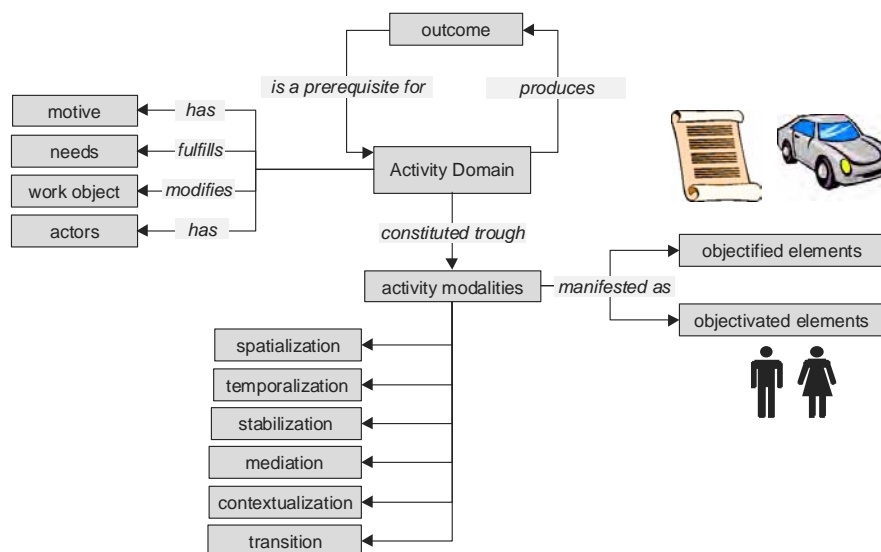 outcome
is a prerequisite for
produces
motive
has
needs
fulfills
work object
modifies
actors
has
Activity Domain
constituted trough
activity modalities
manifested as
objectified elements
objectivated elements
spatialization
temporalization
stabilization
mediation
contextualization
transition